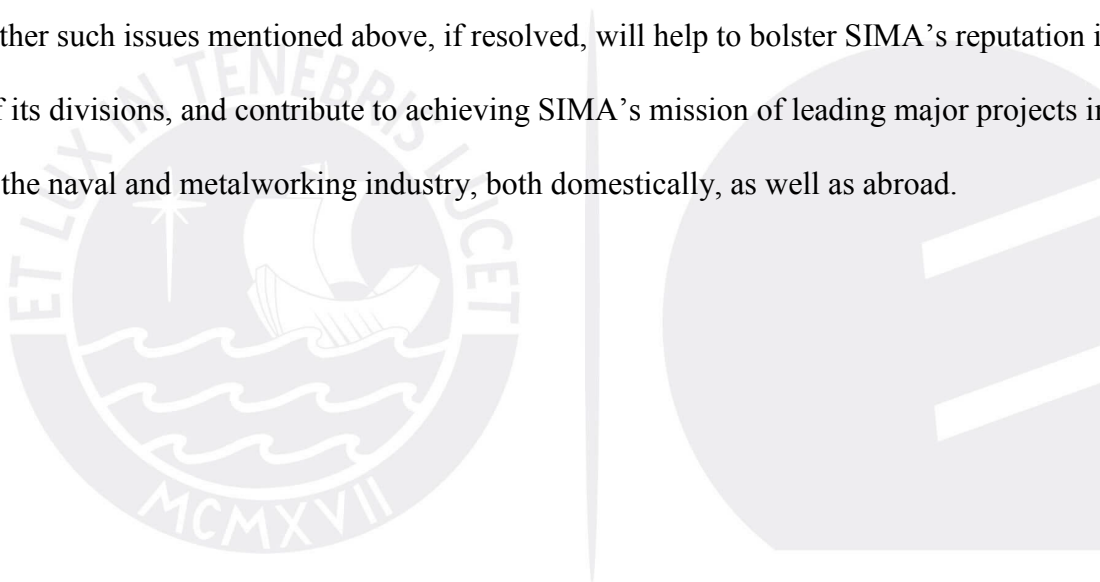 ther such issues mentioned above, if resolved, will help to bolster SIMA’s reputation i
f its divisions, and contribute to achieving SIMA’s mission of leading major projects in
the naval and metalworking industry, both domestically, as well as abroad.
ET LUX IN TENEBRIS LUCET
MCMXVII